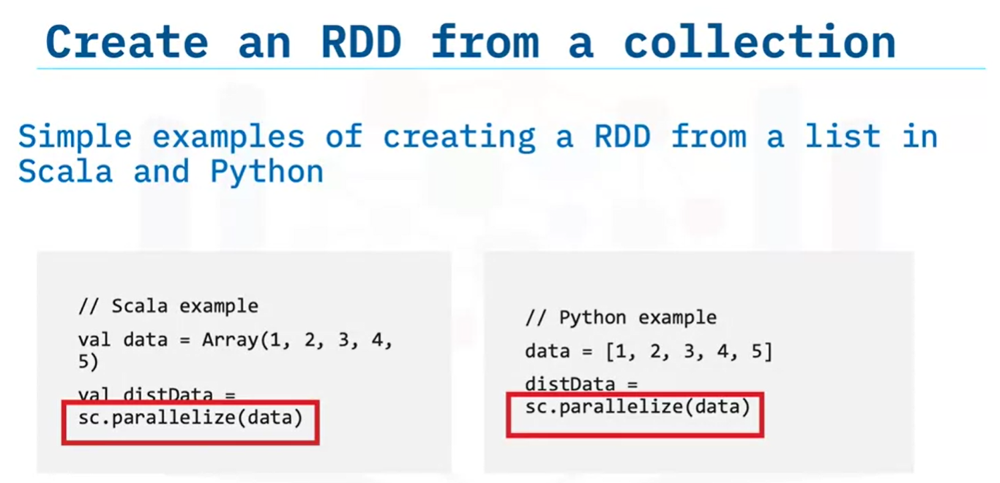 Create an RDD from a collection
Simple examples of creating a RDD from a list in
Scala and Python
// Scala example
val data = Array(1, 2, 3, 4,
5)
val distData =
sc.parallelize(data)
// Python example
data = [1, 2, 3, 4, 5]
distData =
sc.parallelize(data)